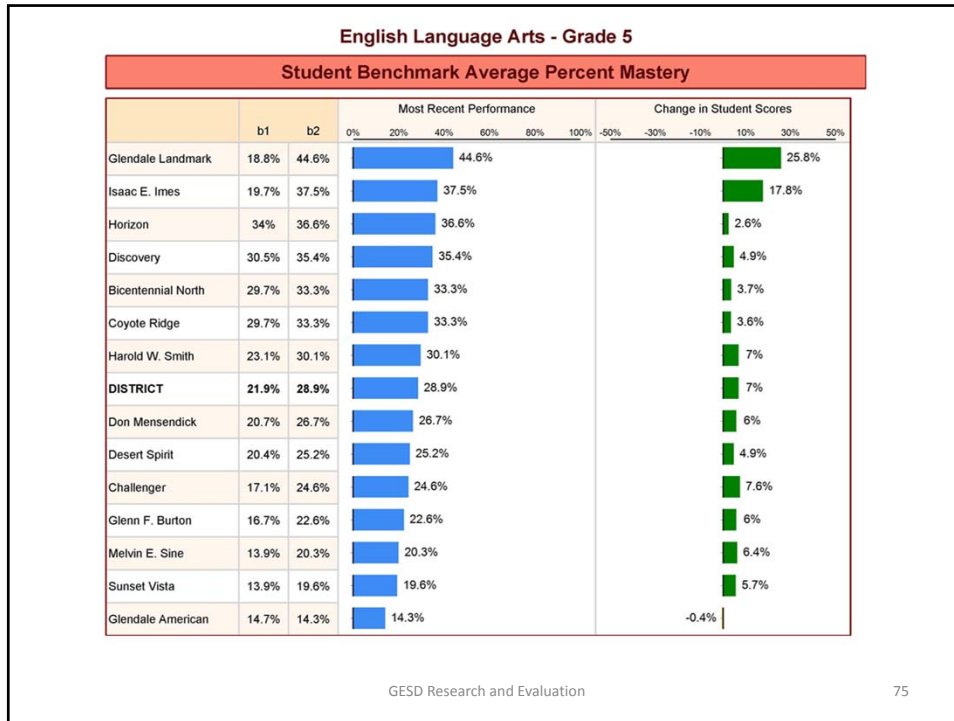 English Language Arts - Grade 5
Student Benchmark Average Percent Mastery
Most Recent Performance Change in Student Scores
b1 b2 0% 20% 40% 60% 80% 100% -50% -30% -10% 10% 30% 50%
Glendale Landmark 18.8% 44.6% 44.6% 25.8%
Isaac E. Imes 19.7% 37.5% 37.5% 17.8%
Horizon 34% 36.6% 36.6% 2.6%
Discovery 30.5% 35.4% 35.4% 4.9%
Bicentennial North 29.7% 33.3% 33.3% 3.7%
Coyote Ridge 29.7% 33.3% 33.3% 3.6%
Harold W. Smith 23.1% 30.1% 30.1% 7%
DISTRICT 21.9% 28.9% 28.9% 7%
Don Mensendick 20.7% 26.7% 26.7% 6%
Desert Spirit 20.4% 25.2% 25.2% 4.9%
Challenger 17.1% 24.6% 24.6% 7.6%
Glenn F. Burton 16.7% 22.6% 22.6% 6%
Melvin E. Sine 13.9% 20.3% 20.3% 6.4%
Sunset Vista 13.9% 19.6% 19.6% 5.7%
Glendale American 14.7% 14.3% 14.3% -0.4%
GESD Research and Evaluation 75